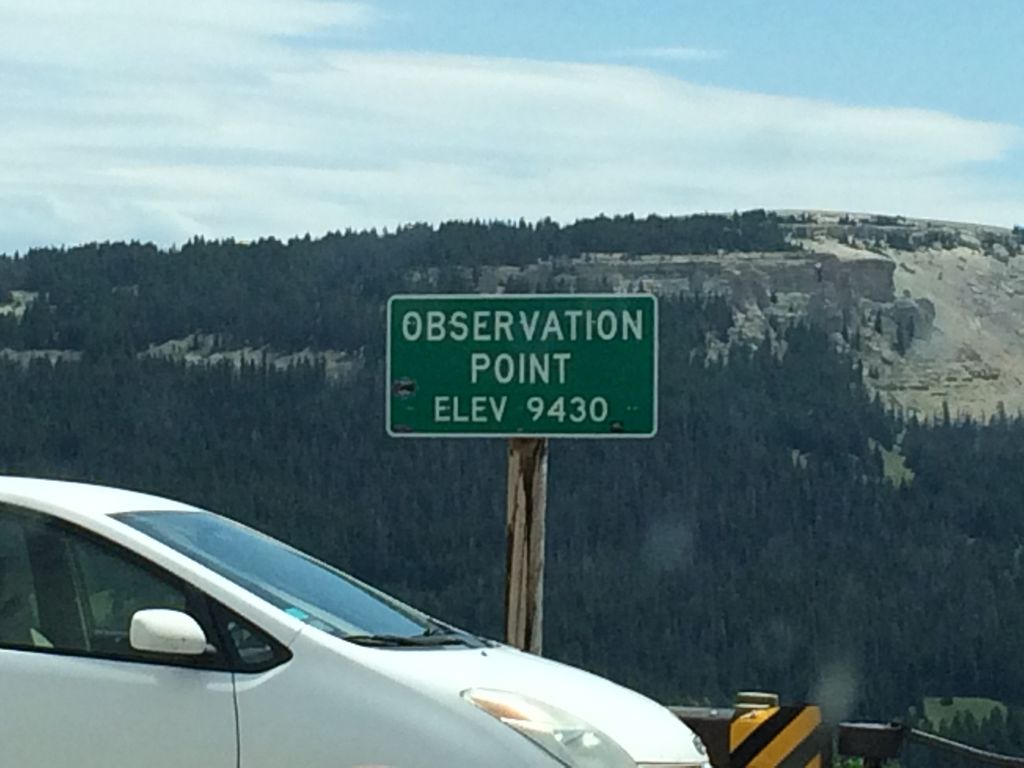 OBSERVATION
POINT
ELEV 9430